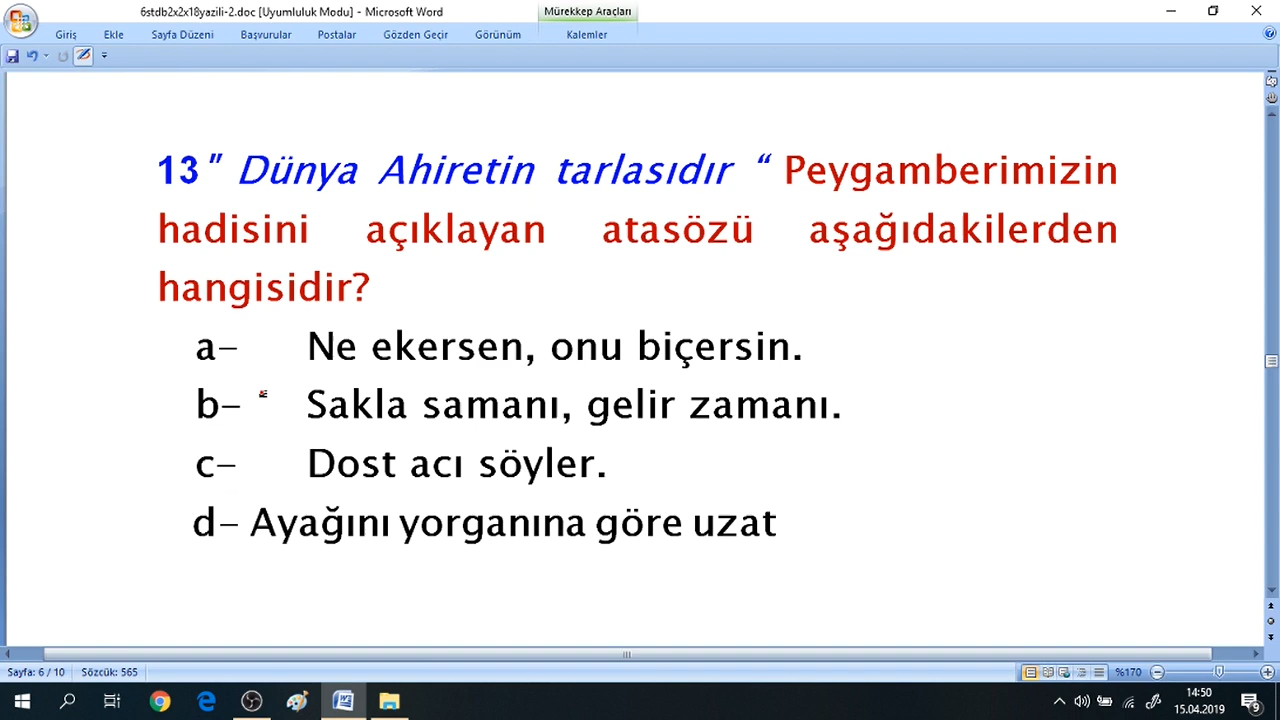 6stdb2x2x18yazili-2.doc [Uyumluluk Modu] - Microsoft Word
Mürekkep Araçları
Giriş Ekle Sayfa Düzeni Başvurular Postalar Gözden Geçir Görünüm Kalemler
13" Dünya Ahiretin tarlasıdır “ Peygamberimizin
hadisini açıklayan atasözü aşağıdakilerden
hangisidir?
a- Ne ekersen, onu biçersin.
b- Sakla samanı, gelir zamanı.
c- Dost acı söyler.
d- Ayağını yorganına göre uzat
Sayfa: 6 / 10 Sözcük: 565 %170
14:50
15.04.2019
9